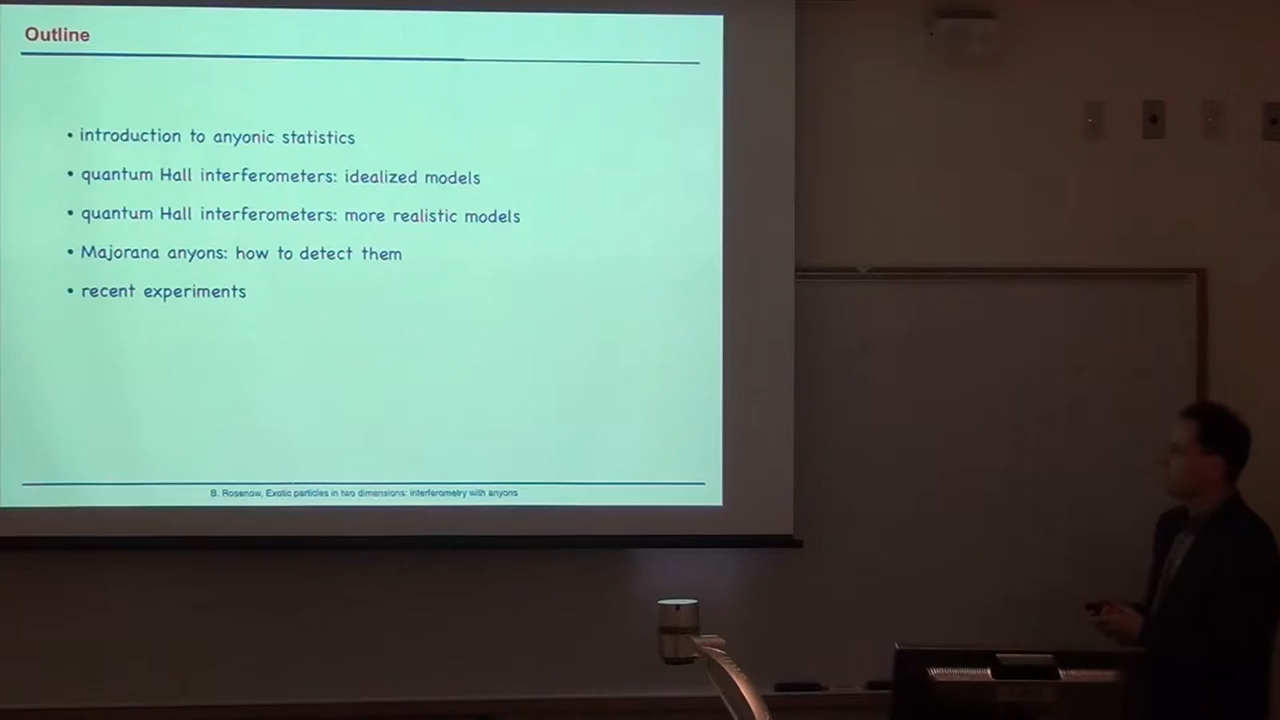 Outline
• introduction to anyonic statistics
• quantum Hall interferometers: idealized models
• quantum Hall interferometers: more realistic models
• Majorana anyons: how to detect them
• recent experiments
B. Rosenow, Exotic particles in two dimensions: interferometry with anyons